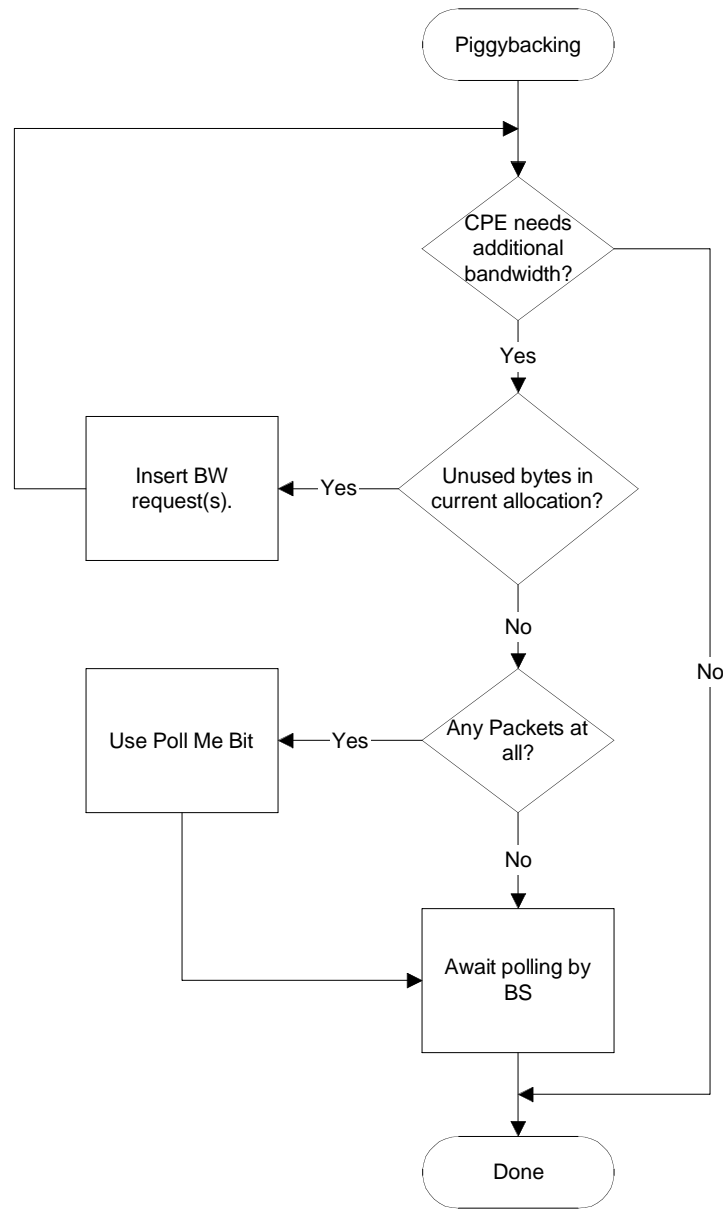 Piggybacking
CPE needs
additional
bandwidth?
Yes
Insert BW
request(s).
Yes
Unused bytes in
current allocation?
No
No
Use Poll Me Bit
Yes
Any Packets at
all?
No
Await polling by
BS
Done